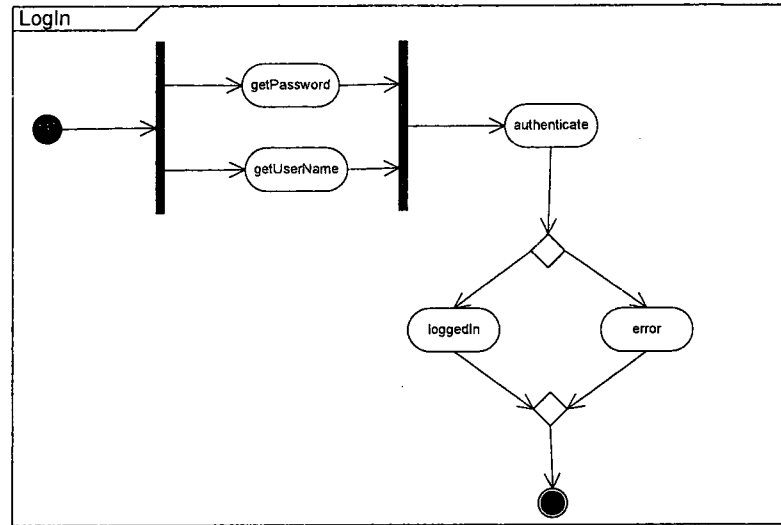 LogIn
getPassword
authenticate
getUserName
loggedIn
error